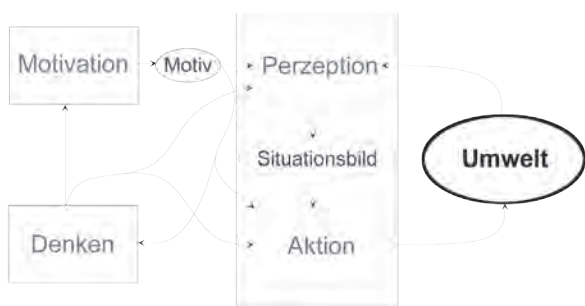 Motivation
Motiv
Perzeption
Situationsbild
Umwelt
Denken
Aktion